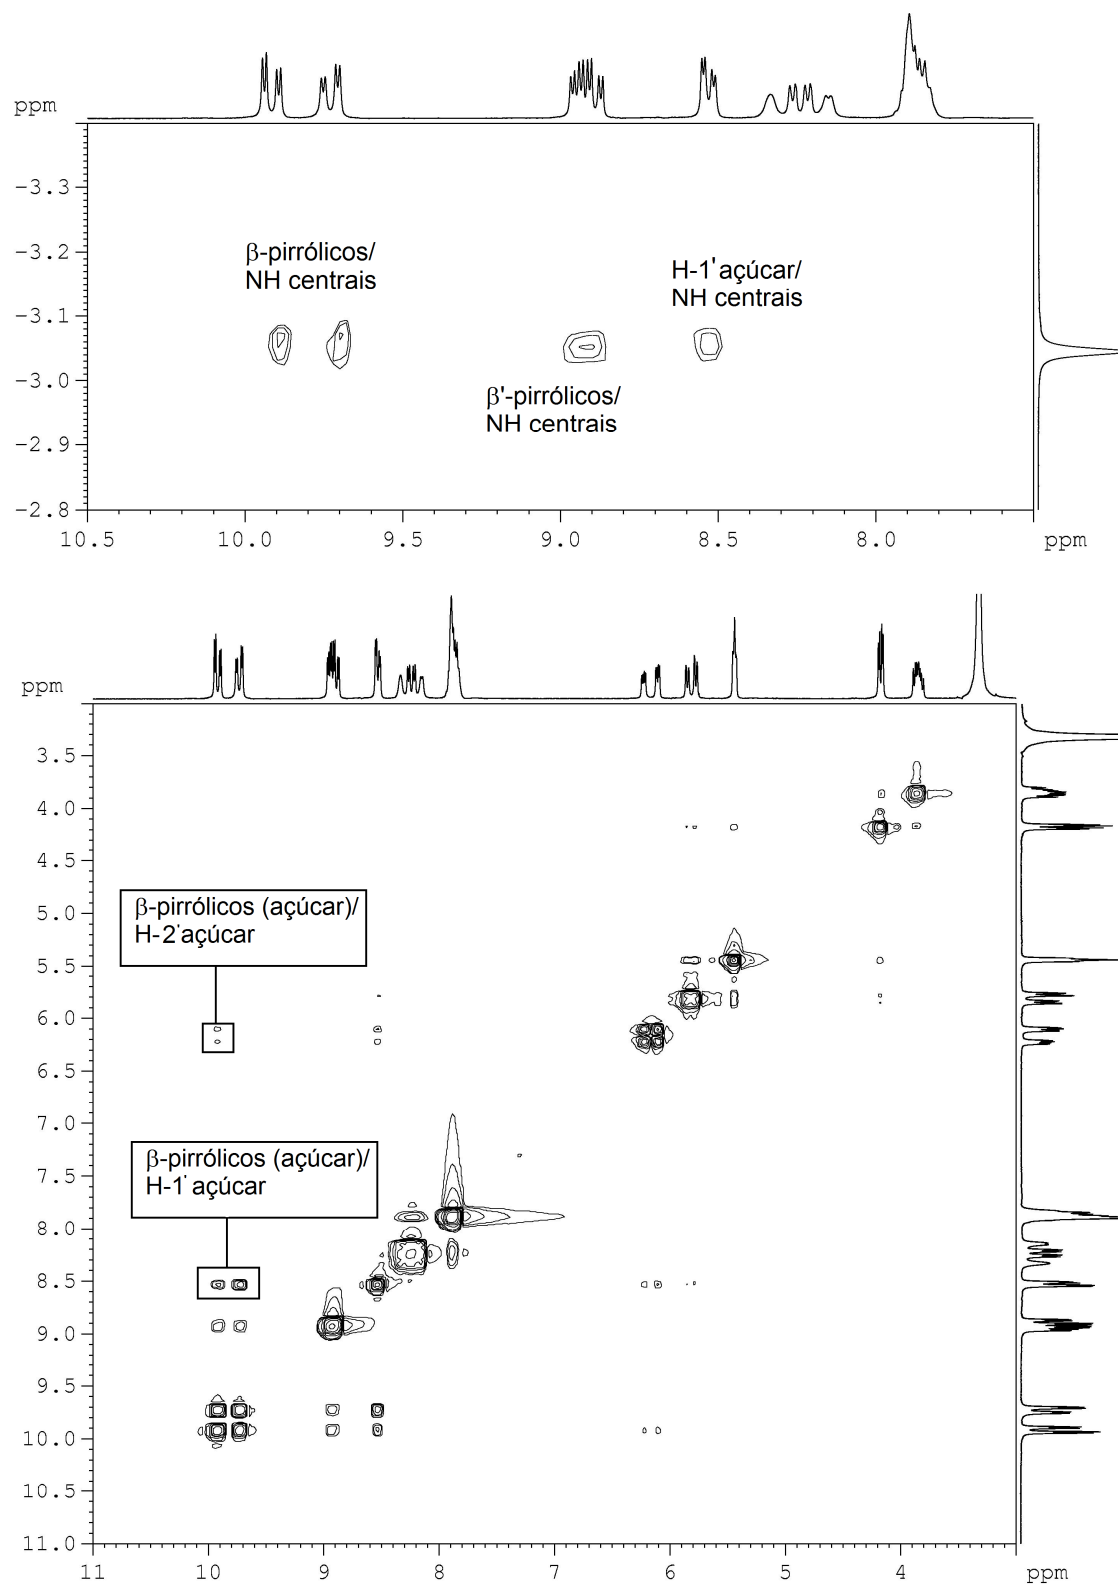 ppm
-3.3
-3.2
β-pirrólicos/
NH centrais
H-1' açúcar/
NH centrais
-3.1
-3.0
β'-pirrólicos/
NH centrais
-2.9
-2.8
10.5 10.0 9.5 9.0 8.5 8.0 ppm
ppm
3.5
4.0
4.5
5.0
β-pirrólicos (açúcar)/
H-2' açúcar
5.5
6.0
6.5
7.0
β-pirrólicos (açúcar)/
H-1' açúcar
7.5
8.0
8.5
9.0
9.5
10.0
10.5
11.0
11 10 9 8 7 6 5 4 ppm